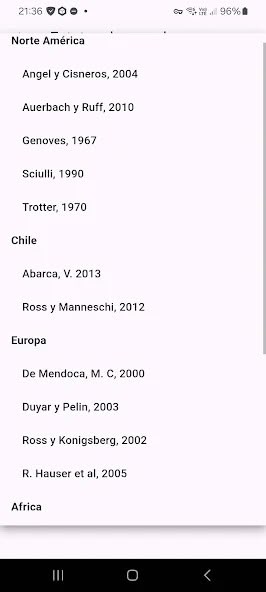 21:36
96%
Norte América
Angel y Cisneros, 2004
Auerbach y Ruff, 2010
Genoves, 1967
Sciulli, 1990
Trotter, 1970
Chile
Abarca, V. 2013
Ross y Manneschi, 2012
Europa
De Mendoca, M. C, 2000
Duyar y Pelin, 2003
Ross y Konigsberg, 2002
R. Hauser et al, 2005
Africa